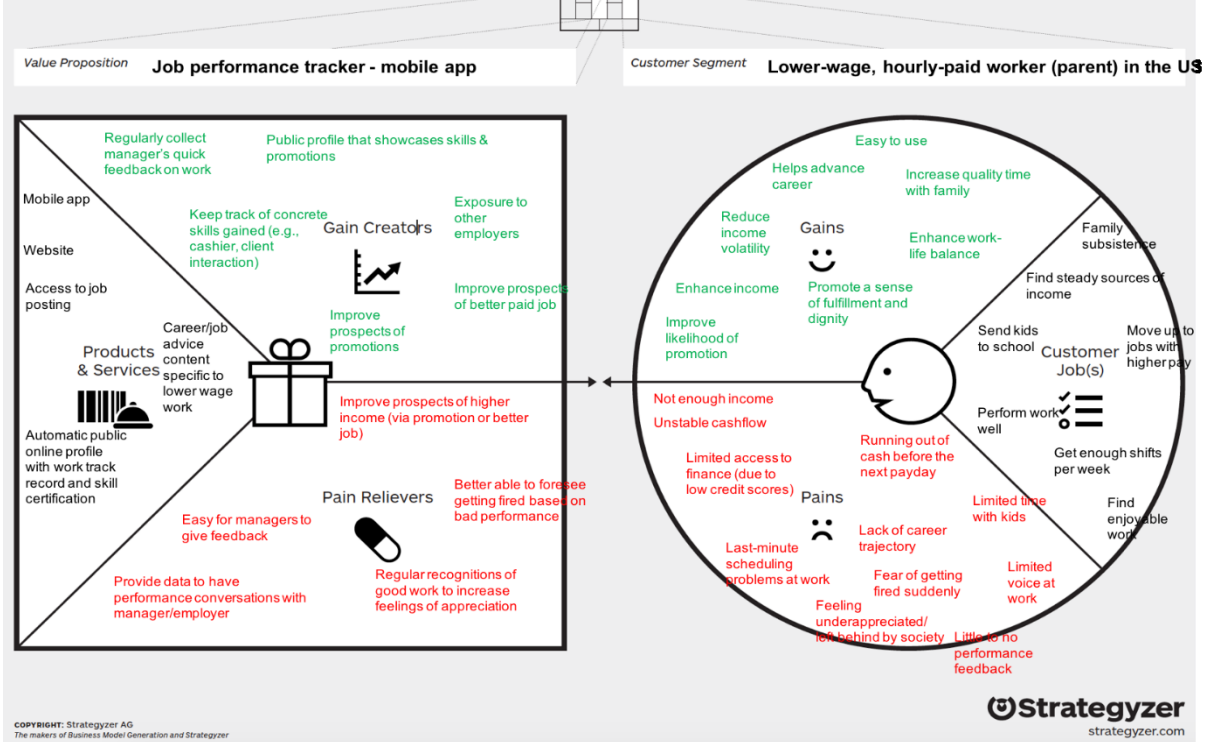 Value Proposition
Job performance tracker - mobile app
Customer Segment
Lower-wage, hourly-paid worker (parent) in the US
Regularly collect
manager's quick
feedback on work
Public profile that showcases skills &
promotions
Mobile app
Keep track of concrete
skills gained (e.g.,
cashier, client
interaction)
Gain Creators
Exposure to
other
employers
Website
Access to job
posting
Improve prospects
of better paid job
Improve
prospects of
promotions
Career/job
advice
content
specific to
lower wage
work
Products
& Services
Automatic public
online profile
with work track
record and skill
certification
Improve prospects of higher
income (via promotion or better
job)
Pain Relievers
Better able to foresee
getting fired based on
bad performance
Easy for managers to
give feedback
Provide data to have
performance conversations with
manager/employer
Regular recognitions of
good work to increase
feelings of appreciation
Easy to use
Helps advance
career
Increase quality time
with family
Reduce
income
volatility
Gains
Enhance work-
life balance
Enhance income
Promote a sense
of fulfillment and
dignity
Improve
likelihood of
promotion
Family
subsistence
Find steady sources of
income
Send kids
to school
Customer
Job(s)
Move up to
jobs with
higher pay
Perform work
well
Get enough shifts
per week
Find
enjoyable
work
Not enough income
Unstable cashflow
Running out of
cash before the
next payday
Limited access to
finance (due to
low credit scores)
Pains
Limited time
with kids
Lack of career
trajectory
Last-minute
scheduling
problems at work
Fear of getting
fired suddenly
Limited
voice at
work
Feeling
underappreciated/
left behind by society
Little to no
performance
feedback
COPYRIGHT: Strategyzer AG
The makers of Business Model Generation and Strategyzer
Strategyzer
strategyzer.com